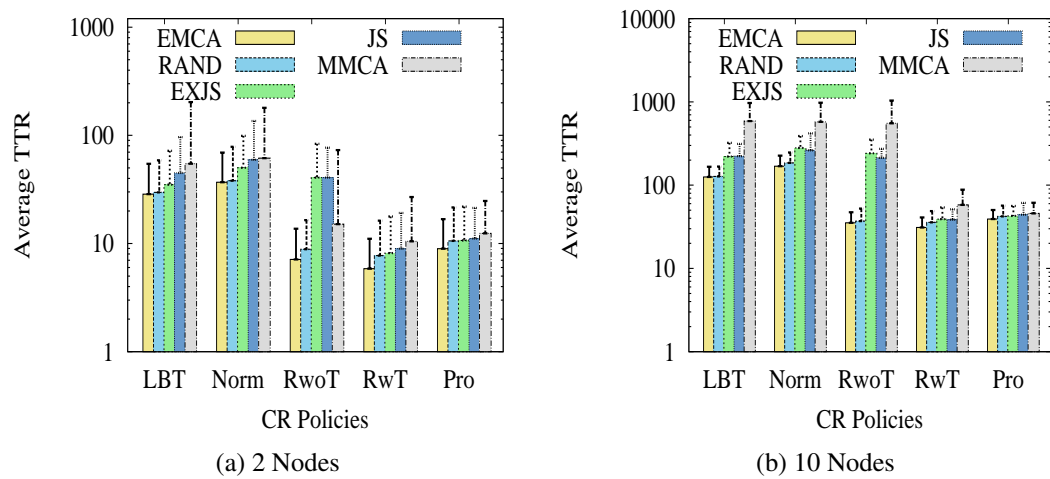 1000
100
10
1
Average TTR
EMCA
RAND
EXJS
JS
MMCA
LBT Norm RwoT RwT Pro
CR Policies
(a) 2 Nodes
10000
1000
100
10
1
Average TTR
EMCA
RAND
EXJS
JS
MMCA
LBT Norm RwoT RwT Pro
CR Policies
(b) 10 Nodes